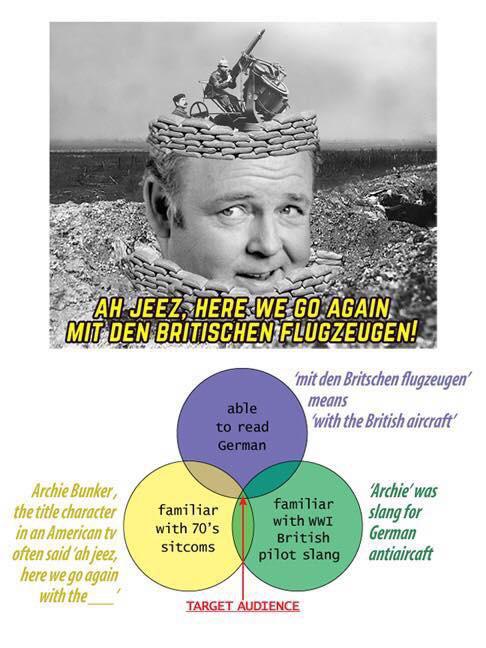 AH JEEZ, HERE WE GO AGAIN
MIT DEN BRITISCHEN FLUGZEUGEN!
'mit den Britschen flugzeugen'
means
'with the British aircraft'
able
to read
German
Archie Bunker,
the title character
in an American tv
often said 'ah jeez,
here we go again
with the ___'
familiar
with 70's
sitcoms
familiar
with WWI
British
pilot slang
'Archie' was
slang for
German
antiaircaft
TARGET AUDIENCE